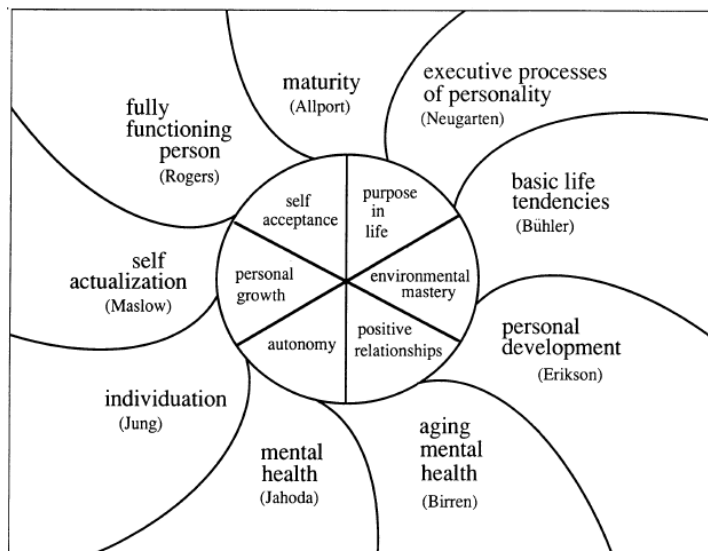 maturity
(Allport)
executive processes
of personality
(Neugarten)
fully
functioning
person
(Rogers)
basic life
tendencies
(Bühler)
self
actualization
(Maslow)
personal
development
(Erikson)
individuation
(Jung)
mental
health
(Jahoda)
aging
mental
health
(Birren)
self
acceptance
purpose
in
life
personal
growth
environmental
mastery
autonomy
positive
relationships